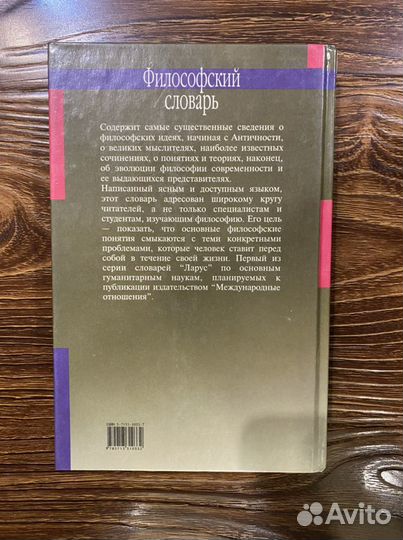 Философский
словарь
Содержит самые существенные сведения о
философских идеях, начиная с Античности,
о великих мыслителях, наиболее известных
сочинениях, о понятиях и теориях, наконец,
об эволюции философии современности и
ее выдающихся представителях.
Написанный ясным и доступным языком,
этот словарь адресован широкому кругу
читателей, а не только специалистам и
студентам, изучающим философию. Его цель
— показать, что основные философские
понятия смыкаются с теми конкретными
проблемами, которые человек ставит перед
собой в течение своей жизни. Первый из
серии словарей "Ларус" по основным
гуманитарным наукам, планируемых к
публикации издательством "Международные
отношения".
Avito